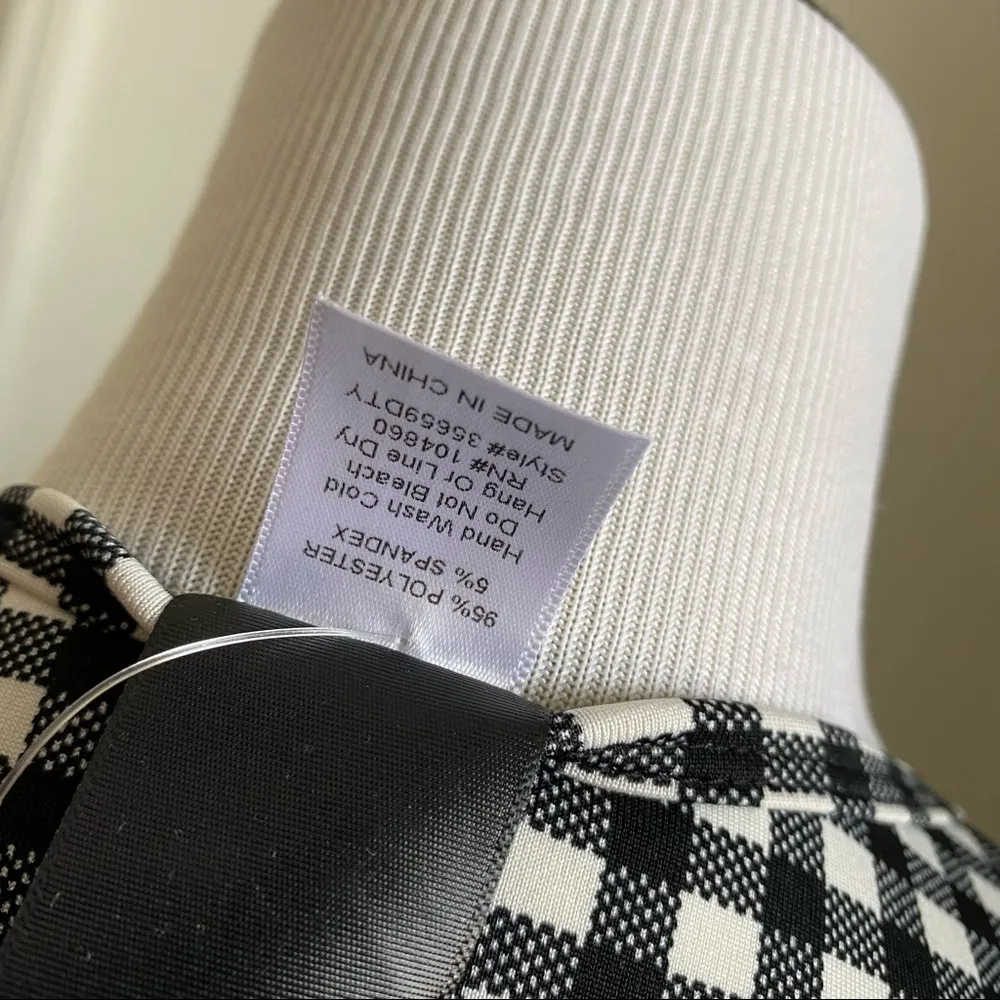 95% POLYESTER
5% SPANDEX
Hand Wash Cold
Do Not Bleach
Hang Or Line Dry
RN# 104860
Style# 35659DTY
MADE IN CHINA